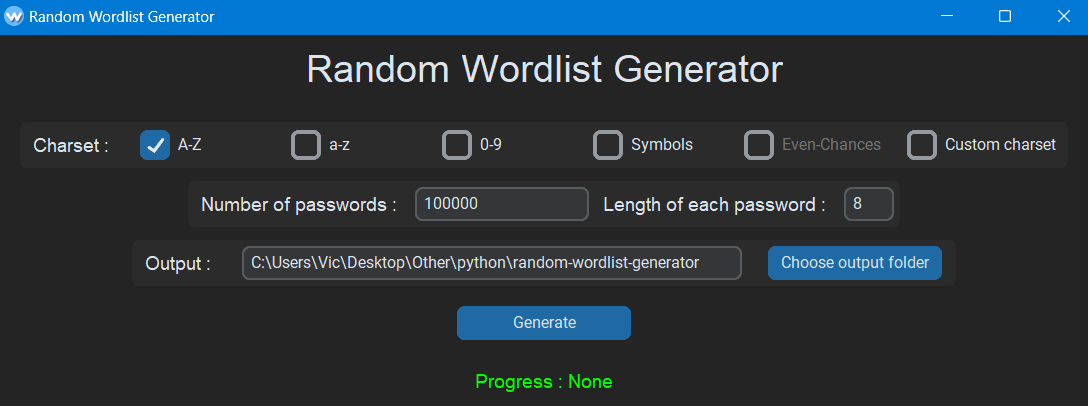 Random Wordlist Generator
Random Wordlist Generator
Charset : A-Z a-z 0-9 Symbols Even-Chances Custom charset
Number of passwords : 100000 Length of each password : 8
Output : C:\Users\Vic\Desktop\Other\python\random-wordlist-generator Choose output folder
Generate
Progress : None